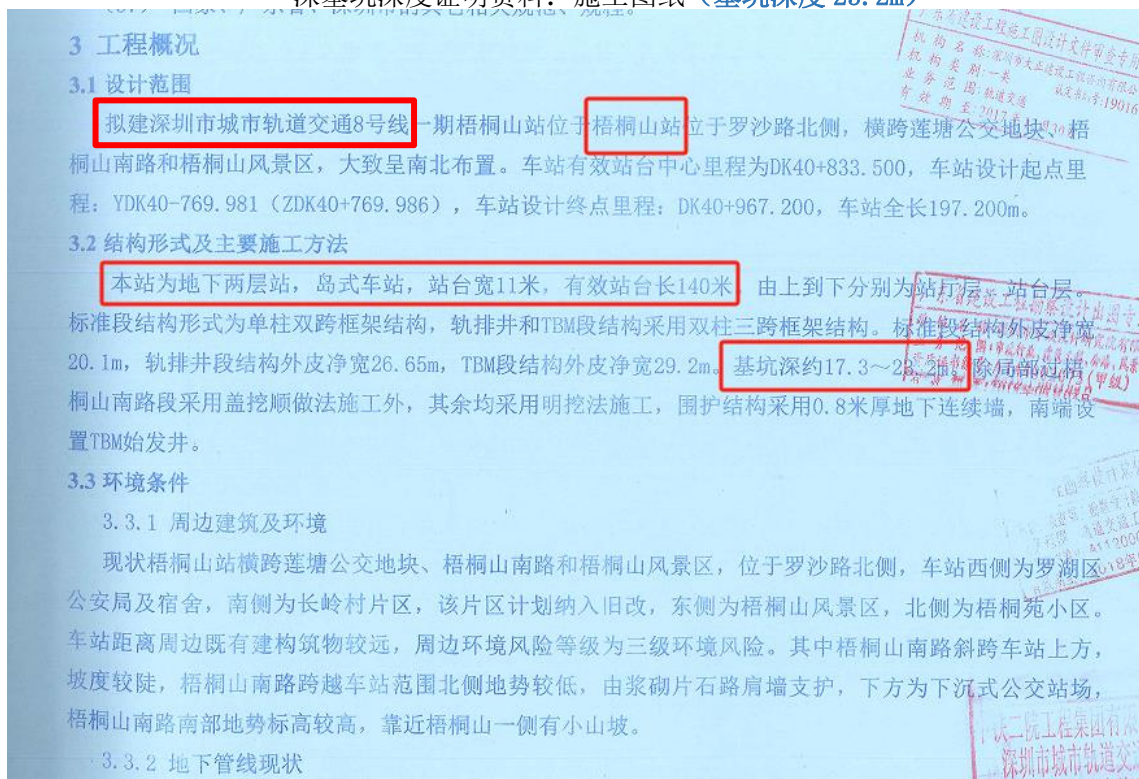 深基坑深度证明资料：施工图纸（基坑深度 28.2m）
3 工程概况
3.1 设计范围
拟建深圳市城市轨道交通8号线一期梧桐山站位于梧桐山站位于罗沙路北侧，横跨莲塘公交地块、梧
桐山南路和梧桐山风景区，大致呈南北布置。车站有效站台中心里程为DK40+833.500，车站设计起点里
程：YDK40-769.981（ZDK40+769.986），车站设计终点里程：DK40+967.200，车站全长197.200m。
3.2 结构形式及主要施工方法
本站为地下两层站，岛式车站，站台宽11米，有效站台长140米，由上到下分别为站厅层、站台层。
标准段结构形式为单柱双跨框架结构，轨排井和TBM段结构采用双柱三跨框架结构。标准段结构外皮净宽
20.1m，轨排井段结构外皮净宽26.65m，TBM段结构外皮净宽29.2m。基坑深约17.3～28.2m。除局部过梧
桐山南路段采用盖挖顺做法施工外，其余均采用明挖法施工，围护结构采用0.8米厚地下连续墙，南端设
置TBM始发井。
3.3 环境条件
3.3.1 周边建筑及环境
现状梧桐山站横跨莲塘公交地块、梧桐山南路和梧桐山风景区，位于罗沙路北侧，车站西侧为罗湖区
公安局及宿舍，南侧为长岭村片区，该片区计划纳入旧改，东侧为梧桐山风景区，北侧为梧桐苑小区。
车站距离周边既有建构筑物较远，周边环境风险等级为三级环境风险。其中梧桐山南路斜跨车站上方，
坡度较陡，梧桐山南路跨越车站范围北侧地势较低，由浆砌片石路肩墙支护，下方为下沉式公交站场，
梧桐山南路南部地势标高较高，靠近梧桐山一侧有小山坡。
3.3.2 地下管线现状